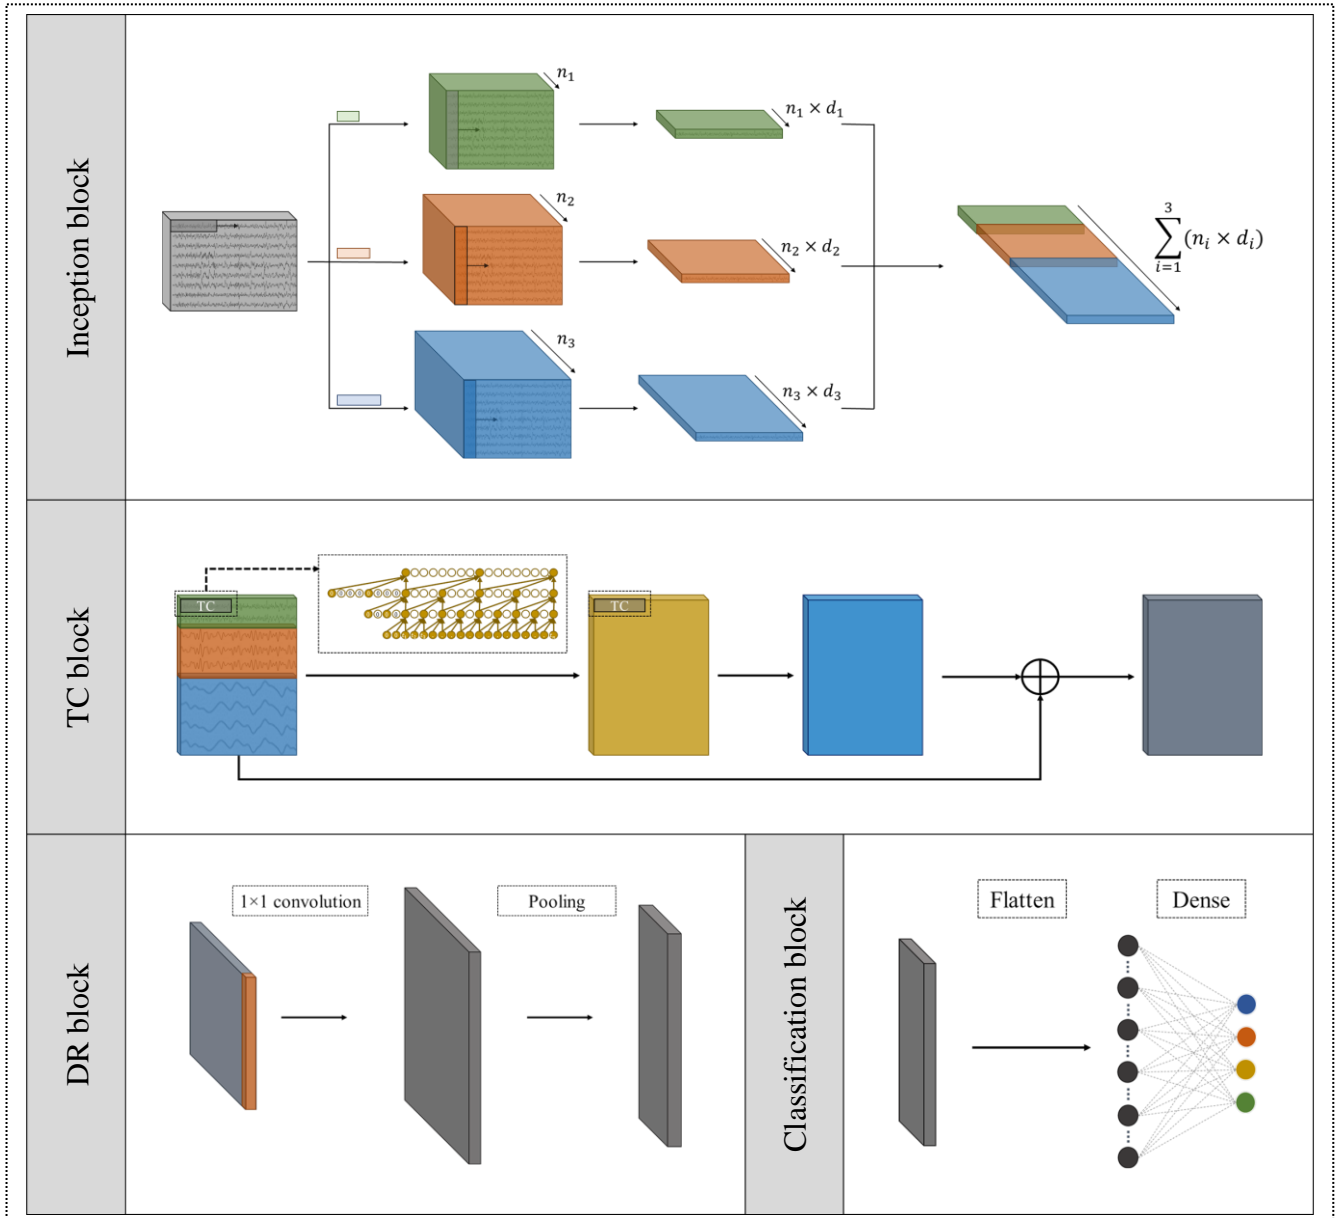 Inception block
n₁
n₁ × d₁
n₂
n₂ × d₂
n₃
n₃ × d₃
3
∑(nᵢ × dᵢ)
i=1
TC block
TC
TC
DR block
1×1 convolution
Pooling
Classification block
Flatten
Dense